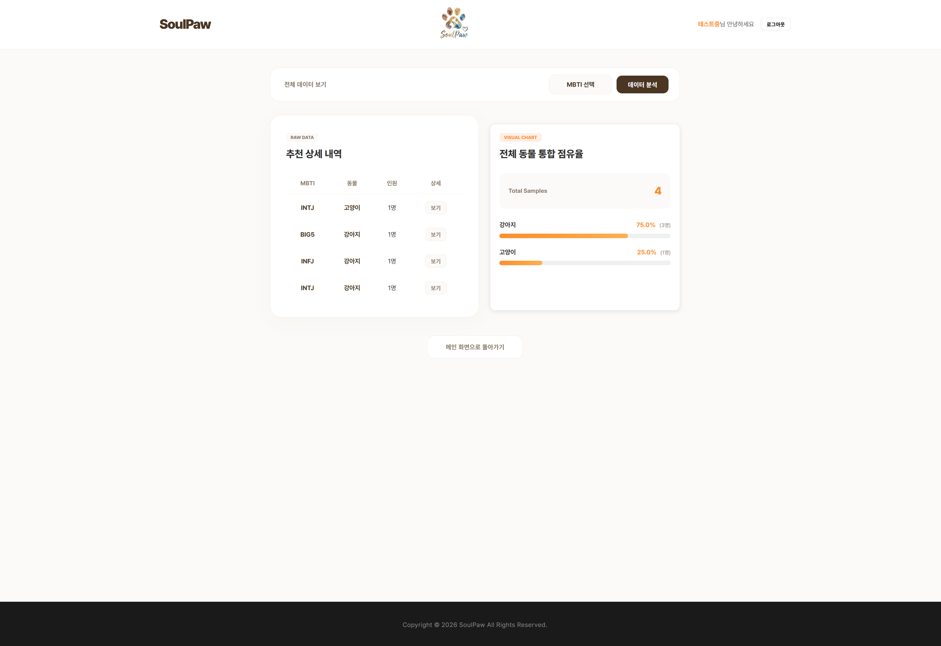 SoulPaw
SoulPaw
테스트중님 안녕하세요
로그아웃
전체 데이터 보기
MBTI 선택
데이터 분석
RAW DATA
추천 상세 내역
MBTI 동물 인원 상세
INTJ 고양이 1명 보기
BIG5 강아지 1명 보기
INFJ 강아지 1명 보기
INTJ 강아지 1명 보기
VISUAL CHART
전체 동물 통합 점유율
Total Samples 4
강아지 75.0% (3명)
고양이 25.0% (1명)
메인 화면으로 돌아가기
Copyright © 2026 SoulPaw All Rights Reserved.